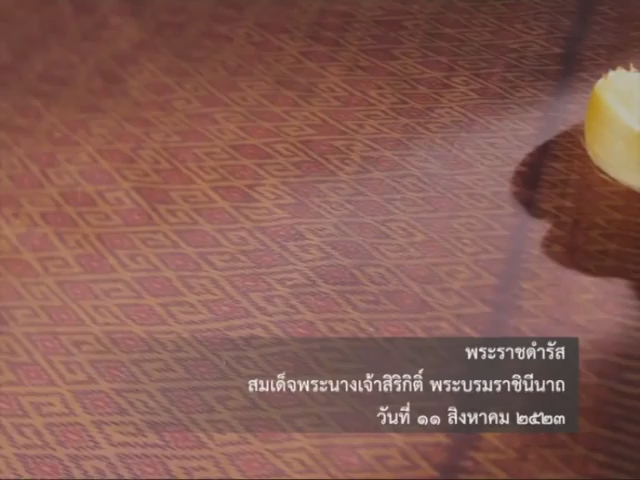 พระราชดำรัส
สมเด็จพระนางเจ้าสิริกิติ์ พระบรมราชินีนาถ
วันที่ ๑๑ สิงหาคม ๒๕๒๓